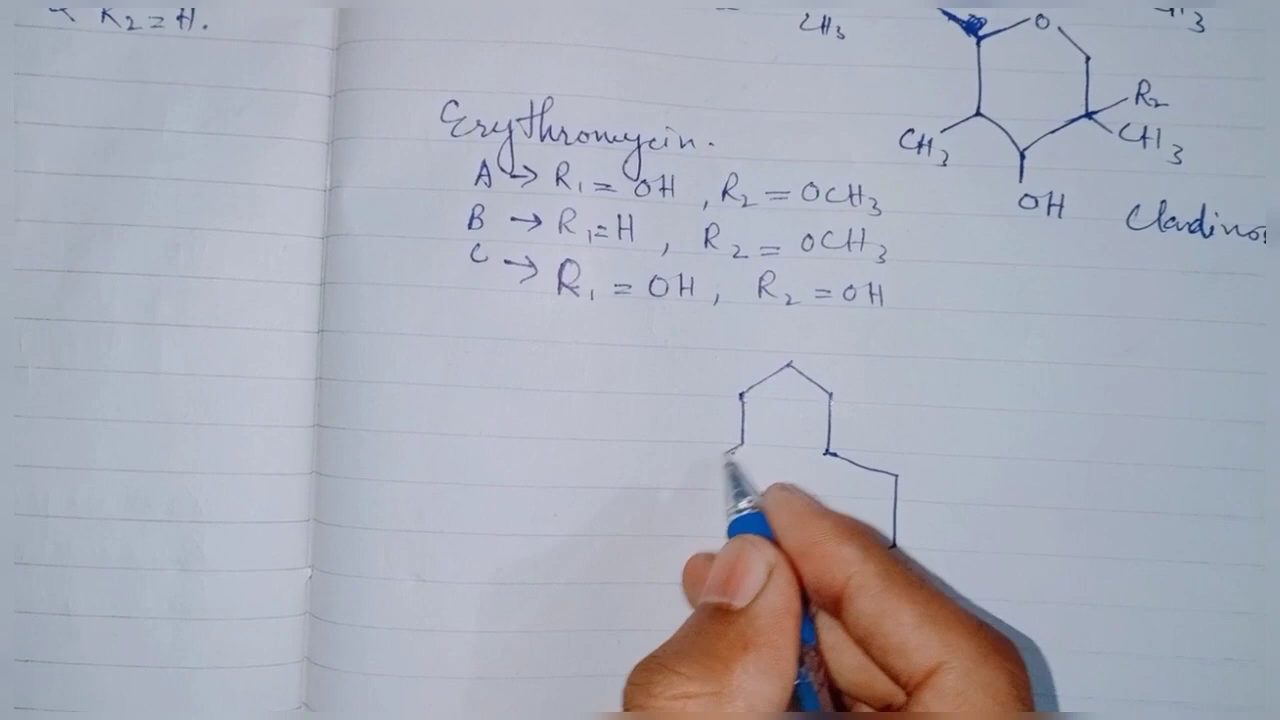 R₂ = H.
CH₃
CH₃
O
R₂
CH₃
CH₃
OH
Erythromycin.
A → R₁ = OH, R₂ = OCH₃
B → R₁ = H, R₂ = OCH₃
C → R₁ = OH, R₂ = OH